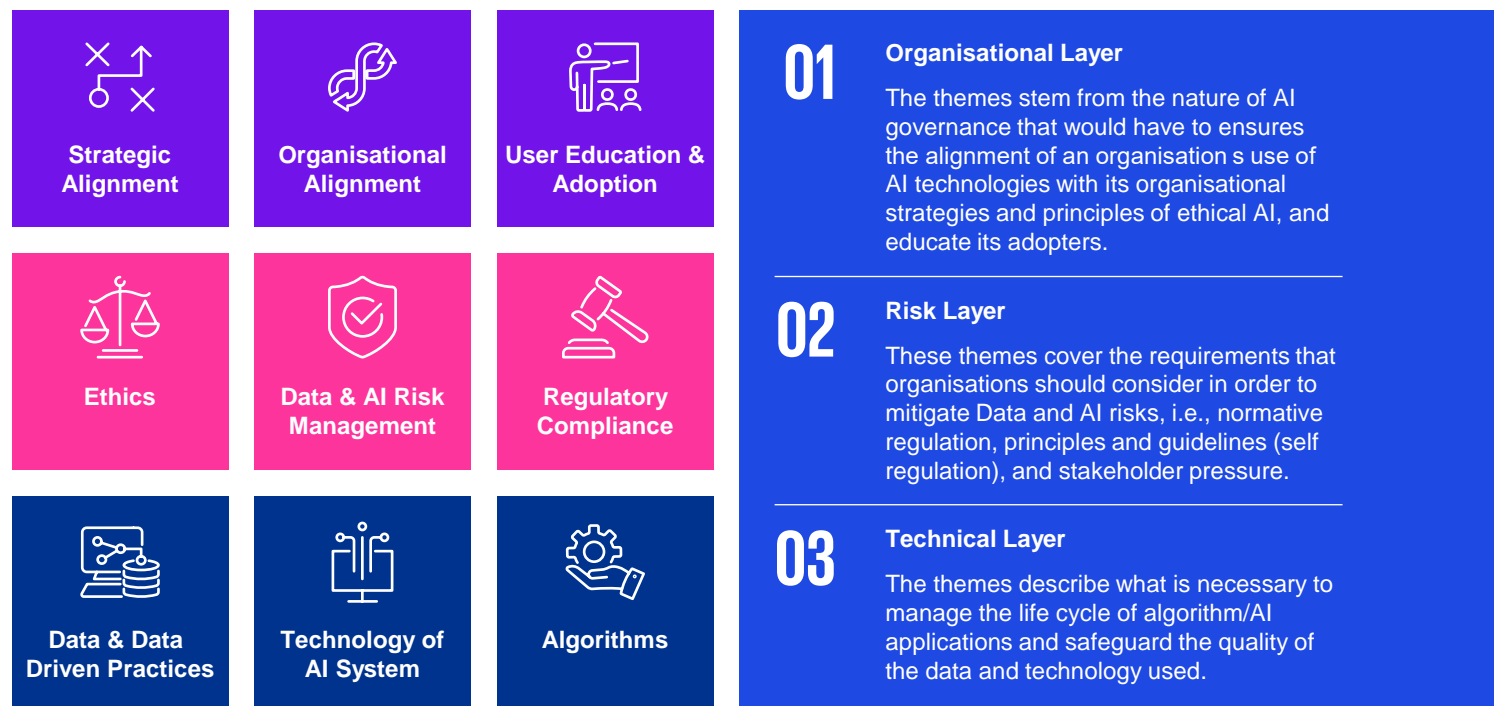 Strategic
Alignment
Organisational
Alignment
User Education &
Adoption
Ethics
Data & AI Risk
Management
Regulatory
Compliance
Data & Data
Driven Practices
Technology of
AI System
Algorithms
01
Organisational Layer
The themes stem from the nature of AI
governance that would have to ensures
the alignment of an organisation s use of
AI technologies with its organisational
strategies and principles of ethical AI, and
educate its adopters.
02
Risk Layer
These themes cover the requirements that
organisations should consider in order to
mitigate Data and AI risks, i.e., normative
regulation, principles and guidelines (self
regulation), and stakeholder pressure.
03
Technical Layer
The themes describe what is necessary to
manage the life cycle of algorithm/AI
applications and safeguard the quality of
the data and technology used.